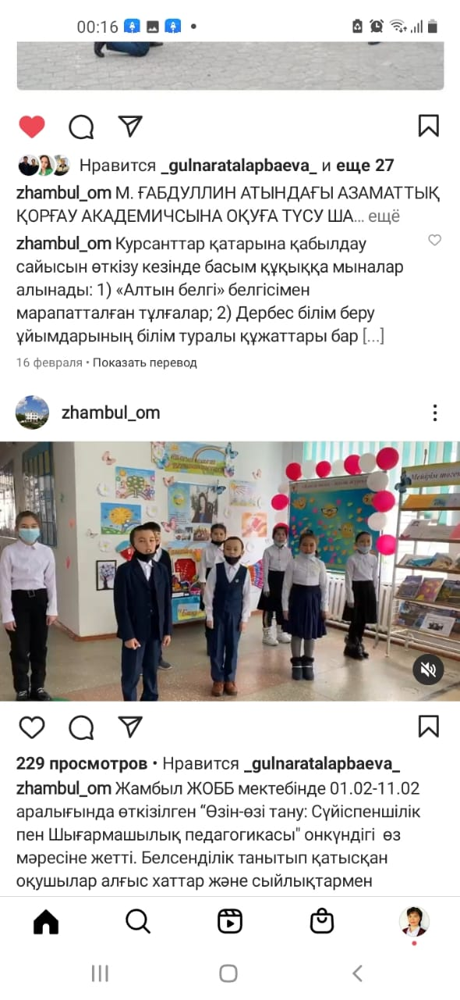 00:16
Нравится _gulnaratalapbaeva_ и еще 27
zhambul_om М. ҒАБДУЛЛИН АТЫНДАҒЫ АЗАМАТТЫҚ
ҚОРҒАУ АКАДЕМИЧСЫНА ОҚУҒА ТҮСУ ША... ещё
zhambul_om Курсанттар қатарына қабылдау
сайысын өткізу кезінде басым құқыққа мыналар
алынады: 1) «Алтын белгі» белгісімен
марапатталған тұлғалар; 2) Дербес білім беру
ұйымдарының білім туралы құжаттары бар [...]
16 февраля • Показать перевод
zhambul_om
Мейірім
229 просмотров • Нравится _gulnaratalapbaeva_
zhambul_om Жамбыл ЖОББ мектебінде 01.02-11.02
аралығында өткізілген “Өзін-өзі тану: Сүйіспеншілік
пен Шығармашылық педагогикасы" онкүндігі өз
мәресіне жетті. Белсенділік танытып қатысқан
оқушылар алғыс хаттар және сыйлықтармен